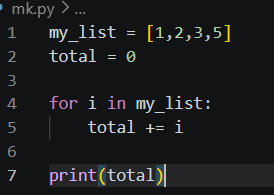 mk.py > ...
1 my_list = [1,2,3,5]
2 total = 0
3
4 for i in my_list:
5     total += i
6
7 print(total)